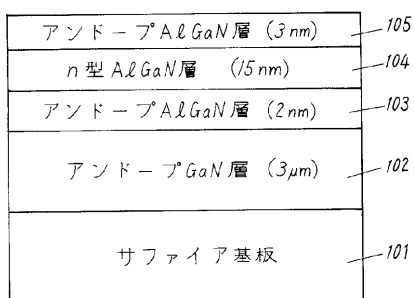 アンドープAlGaN層 (3nm) 105
n型AlGaN層 (15nm) 104
アンドープAlGaN層 (2nm) 103
アンドープGaN層 (3μm) 102
サファイア基板 101